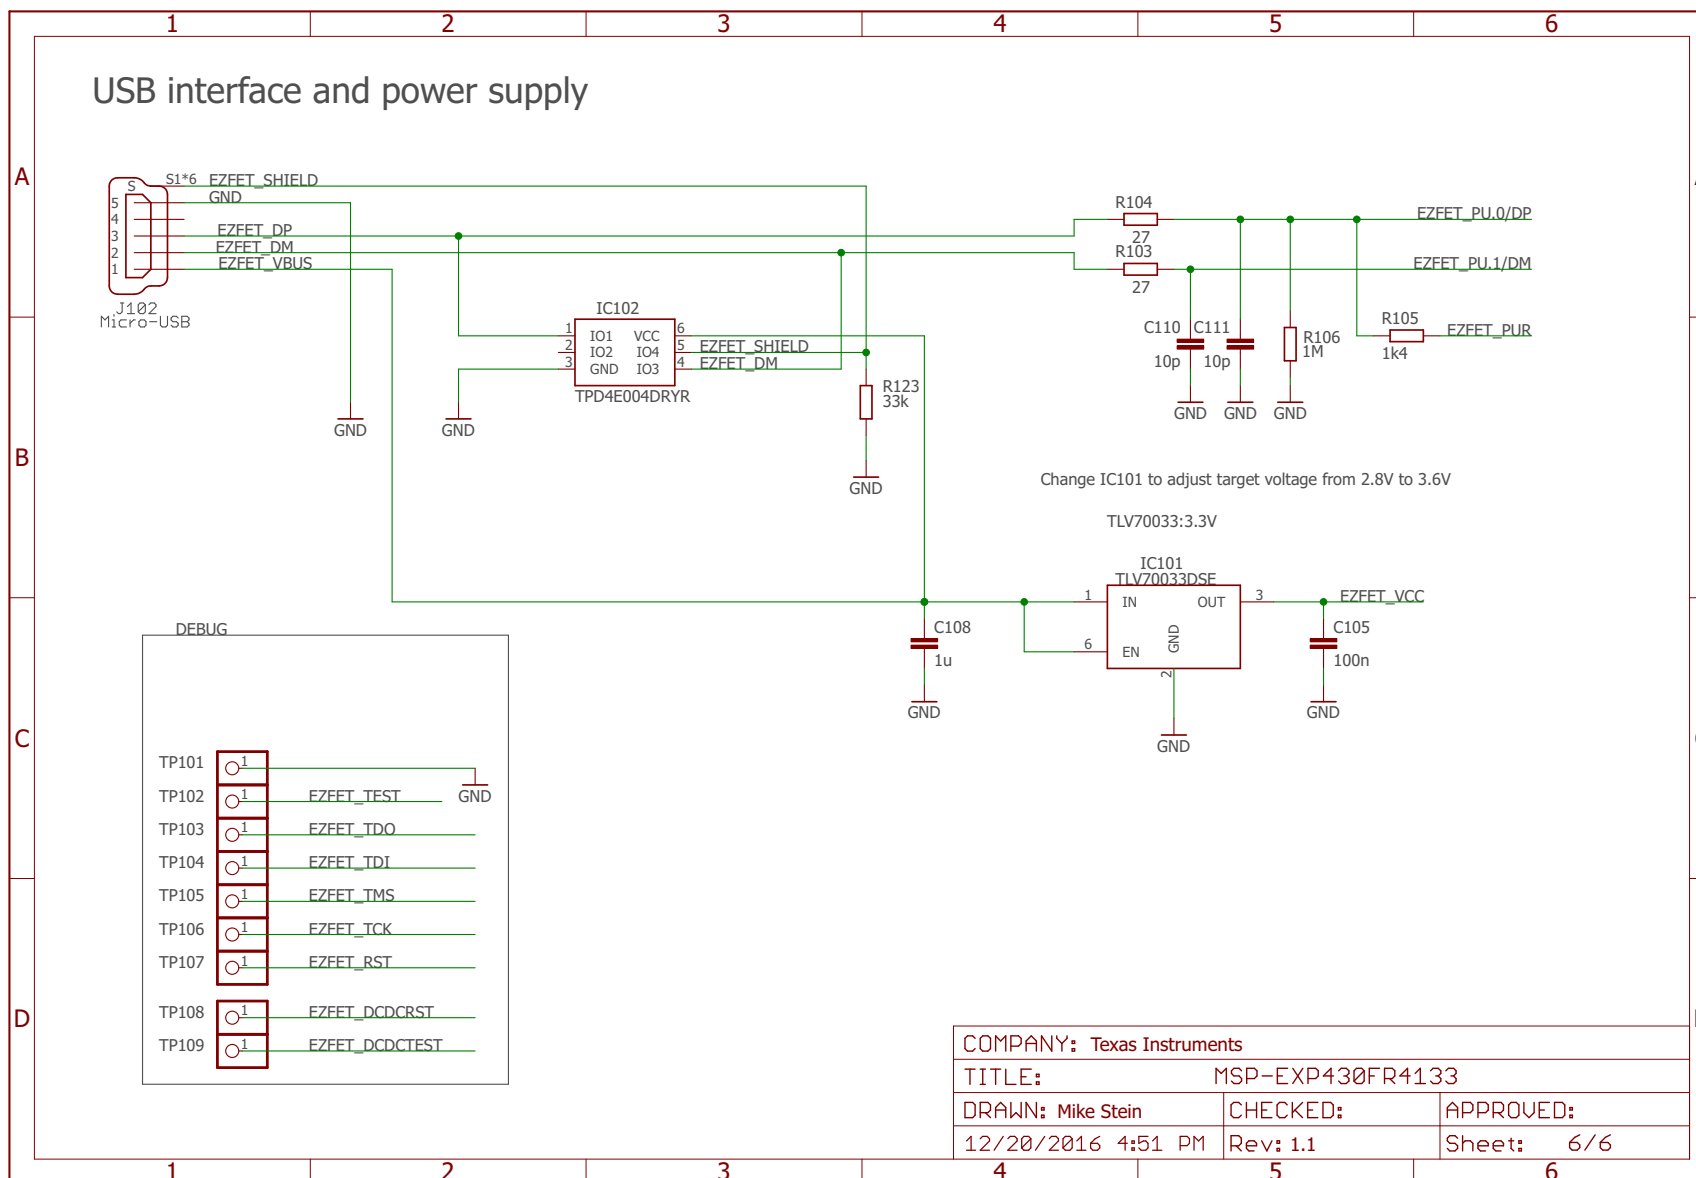 1 2 3 4 5 6
USB interface and power supply
A
S S1*6 EZFET_SHIELD
5 GND
4
3 EZFET_DP
2 EZFET_DM
1 EZFET_VBUS
J102
Micro-USB
R104
27
EZFET_PU.0/DP
R103
27
EZFET_PU.1/DM
IC102
1 IO1 VCC 6
2 IO2 IO4 5 EZFET_SHIELD
3 GND IO3 4 EZFET_DM
TPD4E004DRYR
C110
10p
C111
10p
R106
1M
R105
1k4
EZFET_PUR
R123
33k
GND
GND
GND
GND
GND
GND
B
Change IC101 to adjust target voltage from 2.8V to 3.6V
TLV70033:3.3V
IC101
TLV70033DSE
1 IN OUT 3 EZFET_VCC
6 EN GND
2
C108
1u
C105
100n
GND
GND
GND
C
DEBUG
TP101 1
GND
TP102 1 EZFET_TEST
TP103 1 EZFET_TDO
TP104 1 EZFET_TDI
TP105 1 EZFET_TMS
TP106 1 EZFET_TCK
TP107 1 EZFET_RST
D
TP108 1 EZFET_DCDCRST
TP109 1 EZFET_DCDCTEST
COMPANY: Texas Instruments
TITLE: MSP-EXP430FR4133
DRAWN: Mike Stein CHECKED: APPROVED:
12/20/2016 4:51 PM Rev: 1.1 Sheet: 6/6
1 2 3 4 5 6